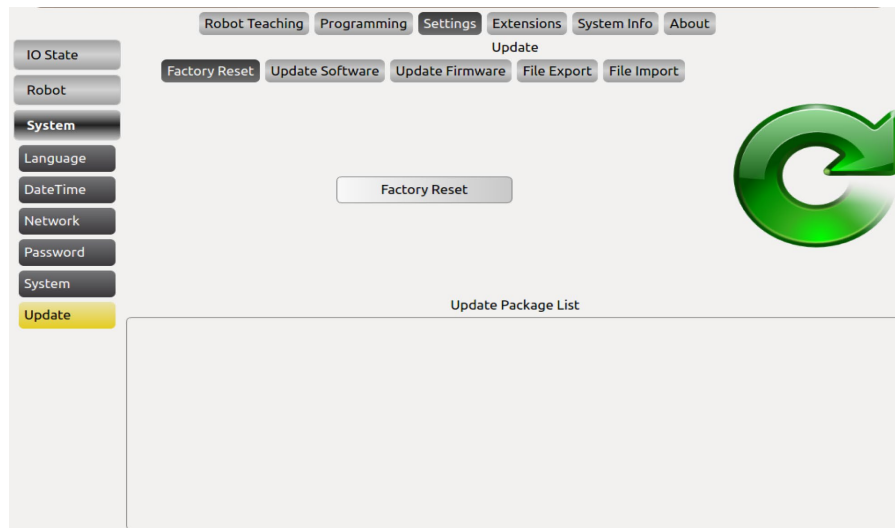 Robot Teaching Programming Settings Extensions System Info About
IO State
Update
Factory Reset Update Software Update Firmware File Export File Import
Robot
System
Language
DateTime
Factory Reset
Network
Password
System
Update Package List
Update